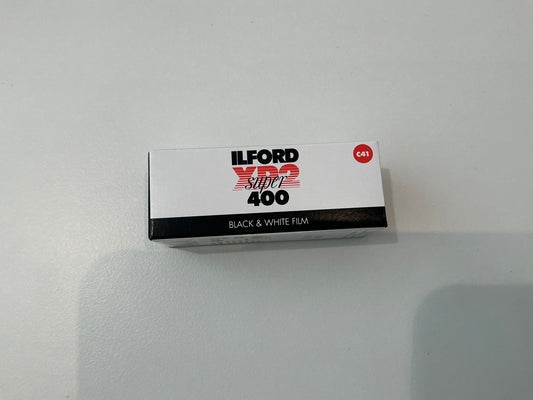 ILFORD
XP2
super
400
C41
BLACK & WHITE FILM